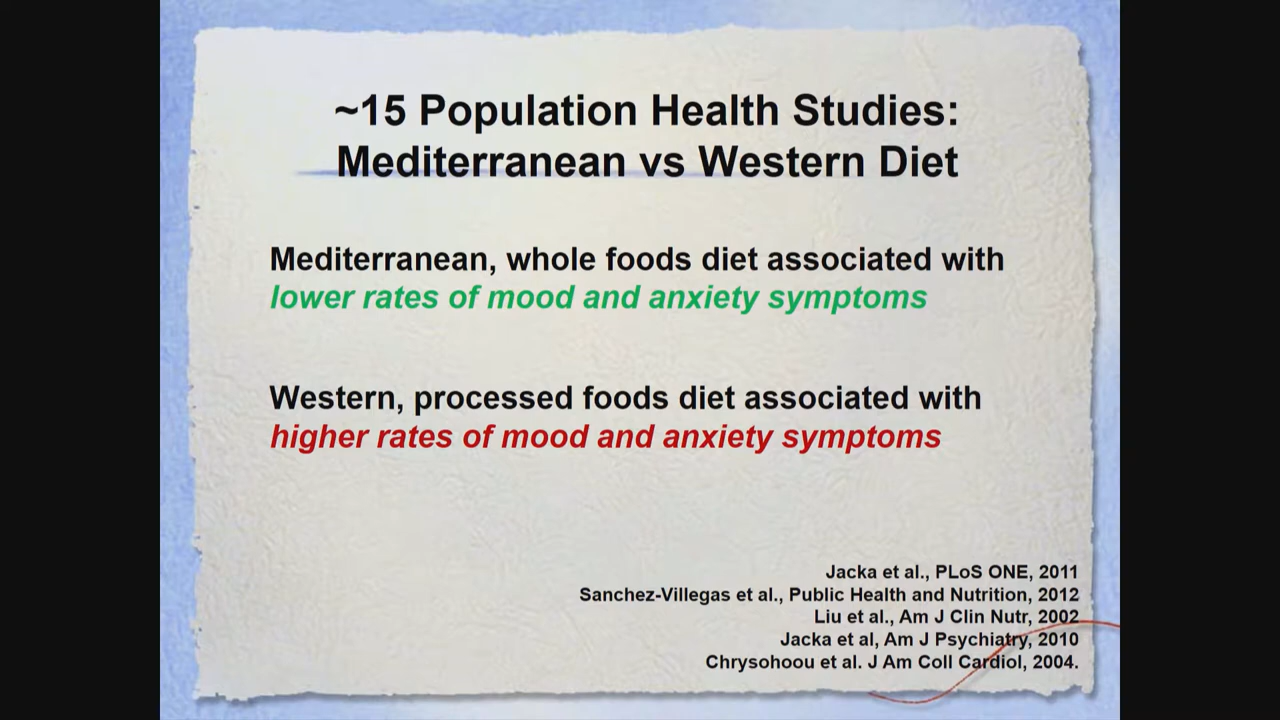 ~15 Population Health Studies:
Mediterranean vs Western Diet
Mediterranean, whole foods diet associated with
lower rates of mood and anxiety symptoms
Western, processed foods diet associated with
higher rates of mood and anxiety symptoms
Jacka et al., PLoS ONE, 2011
Sanchez-Villegas et al., Public Health and Nutrition, 2012
Liu et al., Am J Clin Nutr, 2002
Jacka et al, Am J Psychiatry, 2010
Chrysohoou et al. J Am Coll Cardiol, 2004.